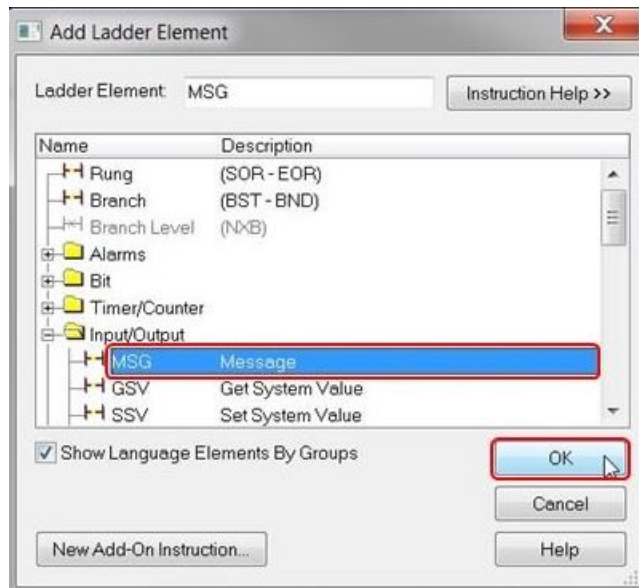 Add Ladder Element
Ladder Element: MSG Instruction Help >>
Name Description
Rung (SOR - EOR)
Branch (BST - BND)
Branch Level (NXB)
Alarms
Bit
Timer/Counter
Input/Output
MSG Message
GSV Get System Value
SSV Set System Value
Show Language Elements By Groups
OK
Cancel
New Add-On Instruction...
Help